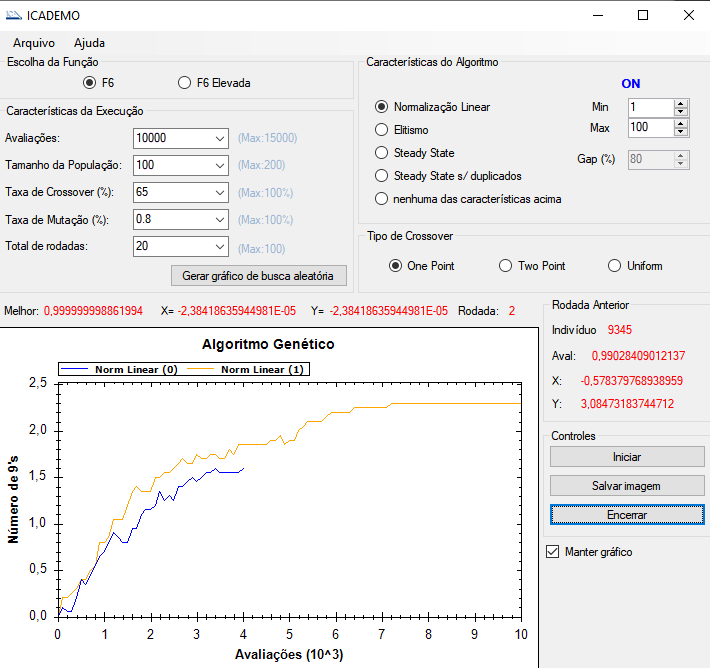 ICADEMO
Arquivo Ajuda
Escolha da Função
F6 F6 Elevada
Características da Execução
Avaliações: 10000 (Max:15000)
Tamanho da População: 100 (Max:200)
Taxa de Crossover (%): 65 (Max:100%)
Taxa de Mutação (%): 0.8 (Max:100%)
Total de rodadas: 20 (Max:100)
Gerar gráfico de busca aleatória
Características do Algoritmo
ON
Normalização Linear Min 1
Elitismo Max 100
Steady State Gap (%) 80
Steady State s/ duplicados
nenhuma das características acima
Tipo de Crossover
One Point Two Point Uniform
Melhor: 0,999999998861994 X= -2,38418635944981E-05 Y= -2,38418635944981E-05 Rodada: 2
Algoritmo Genético
Norm Linear (0) Norm Linear (1)
Número de 9's
2,5
2,0
1,5
1,0
0,5
0,0
0 1 2 3 4 5 6 7 8 9 10
Avaliações (10^3)
Rodada Anterior
Indivíduo 9345
Aval: 0,99028409012137
X: -0,578379768938959
Y: 3,08473183744712
Controles
Iniciar
Salvar imagem
Encerrar
Manter gráfico